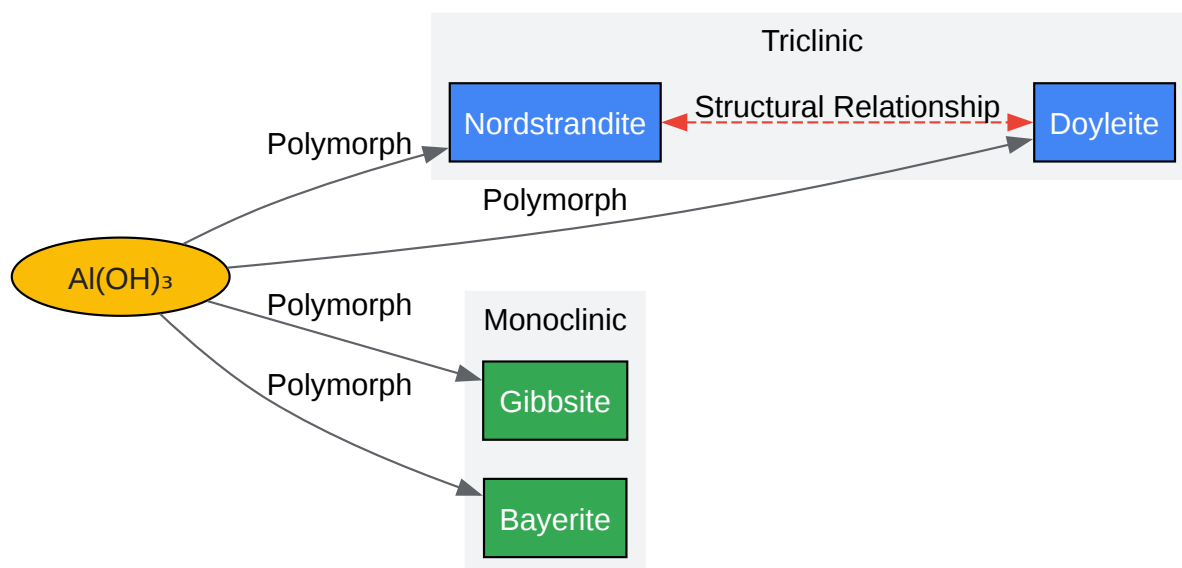 Triclinic
Nordstrandite
Structural Relationship
Doyleite
Polymorph
Polymorph
Al(OH)₃
Polymorph
Monoclinic
Polymorph
Gibbsite
Bayerite